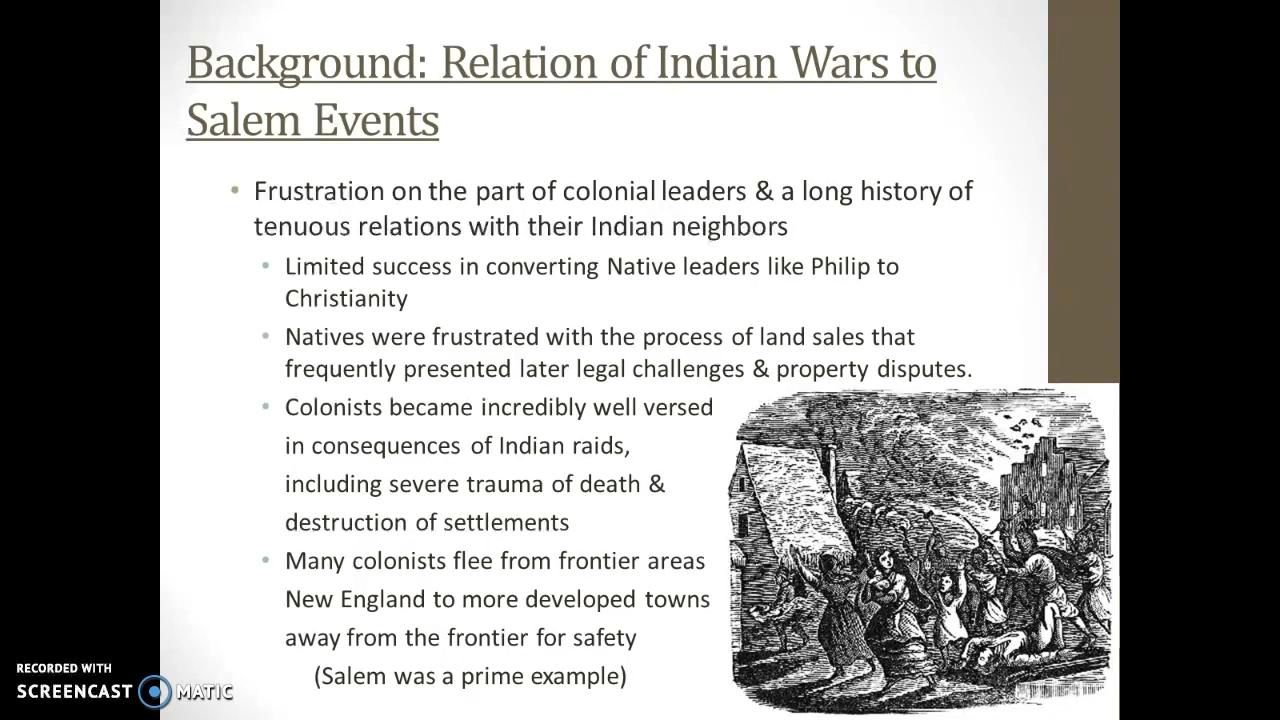 Background: Relation of Indian Wars to
Salem Events
• Frustration on the part of colonial leaders & a long history of
tenuous relations with their Indian neighbors
• Limited success in converting Native leaders like Philip to
Christianity
• Natives were frustrated with the process of land sales that
frequently presented later legal challenges & property disputes.
• Colonists became incredibly well versed
in consequences of Indian raids,
including severe trauma of death &
destruction of settlements
• Many colonists flee from frontier areas
New England to more developed towns
away from the frontier for safety
(Salem was a prime example)
RECORDED WITH
SCREENCAST MATIC